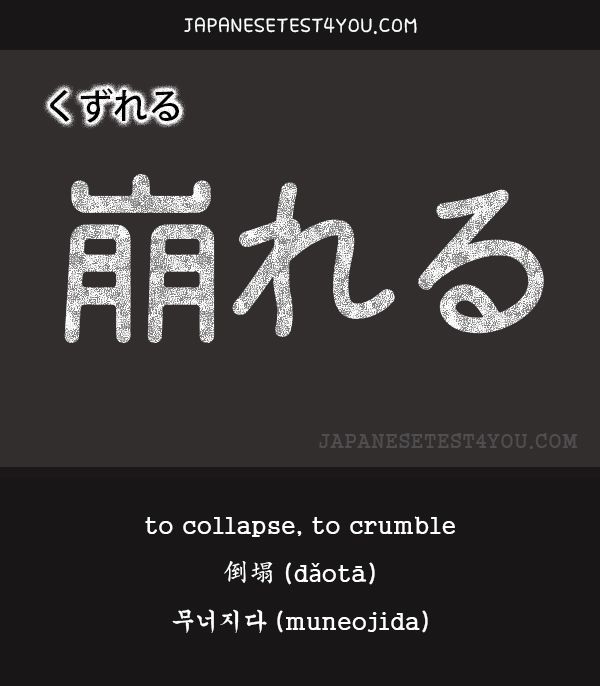 JAPANESETEST4YOU.COM
くずれる
崩れる
JAPANESETEST4YOU.COM
to collapse, to crumble
倒塌 (dǎotā)
무너지다 (muneojida)